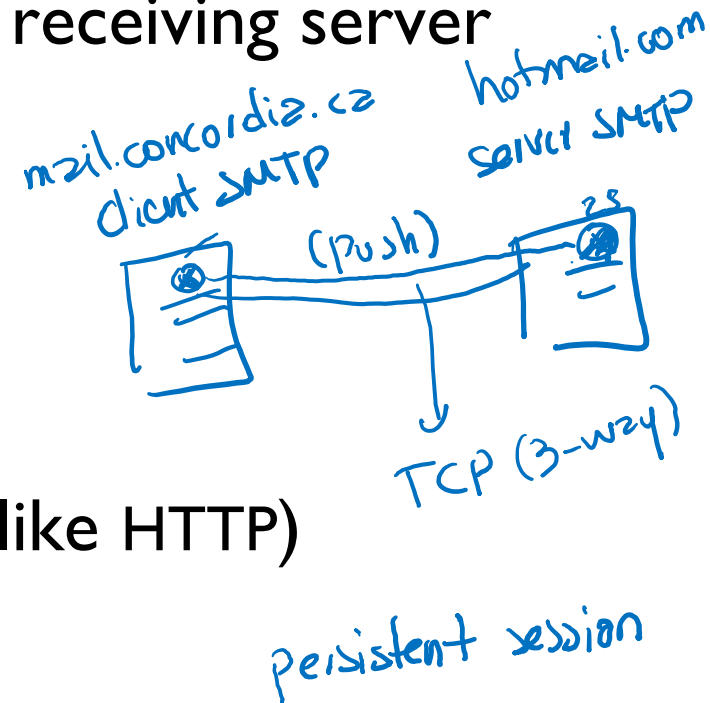 receiving server
mail.concordia.ca
client SMTP
hotmail.com
server SMTP
25
(push)
TCP (3-way)
like HTTP)
persistent session